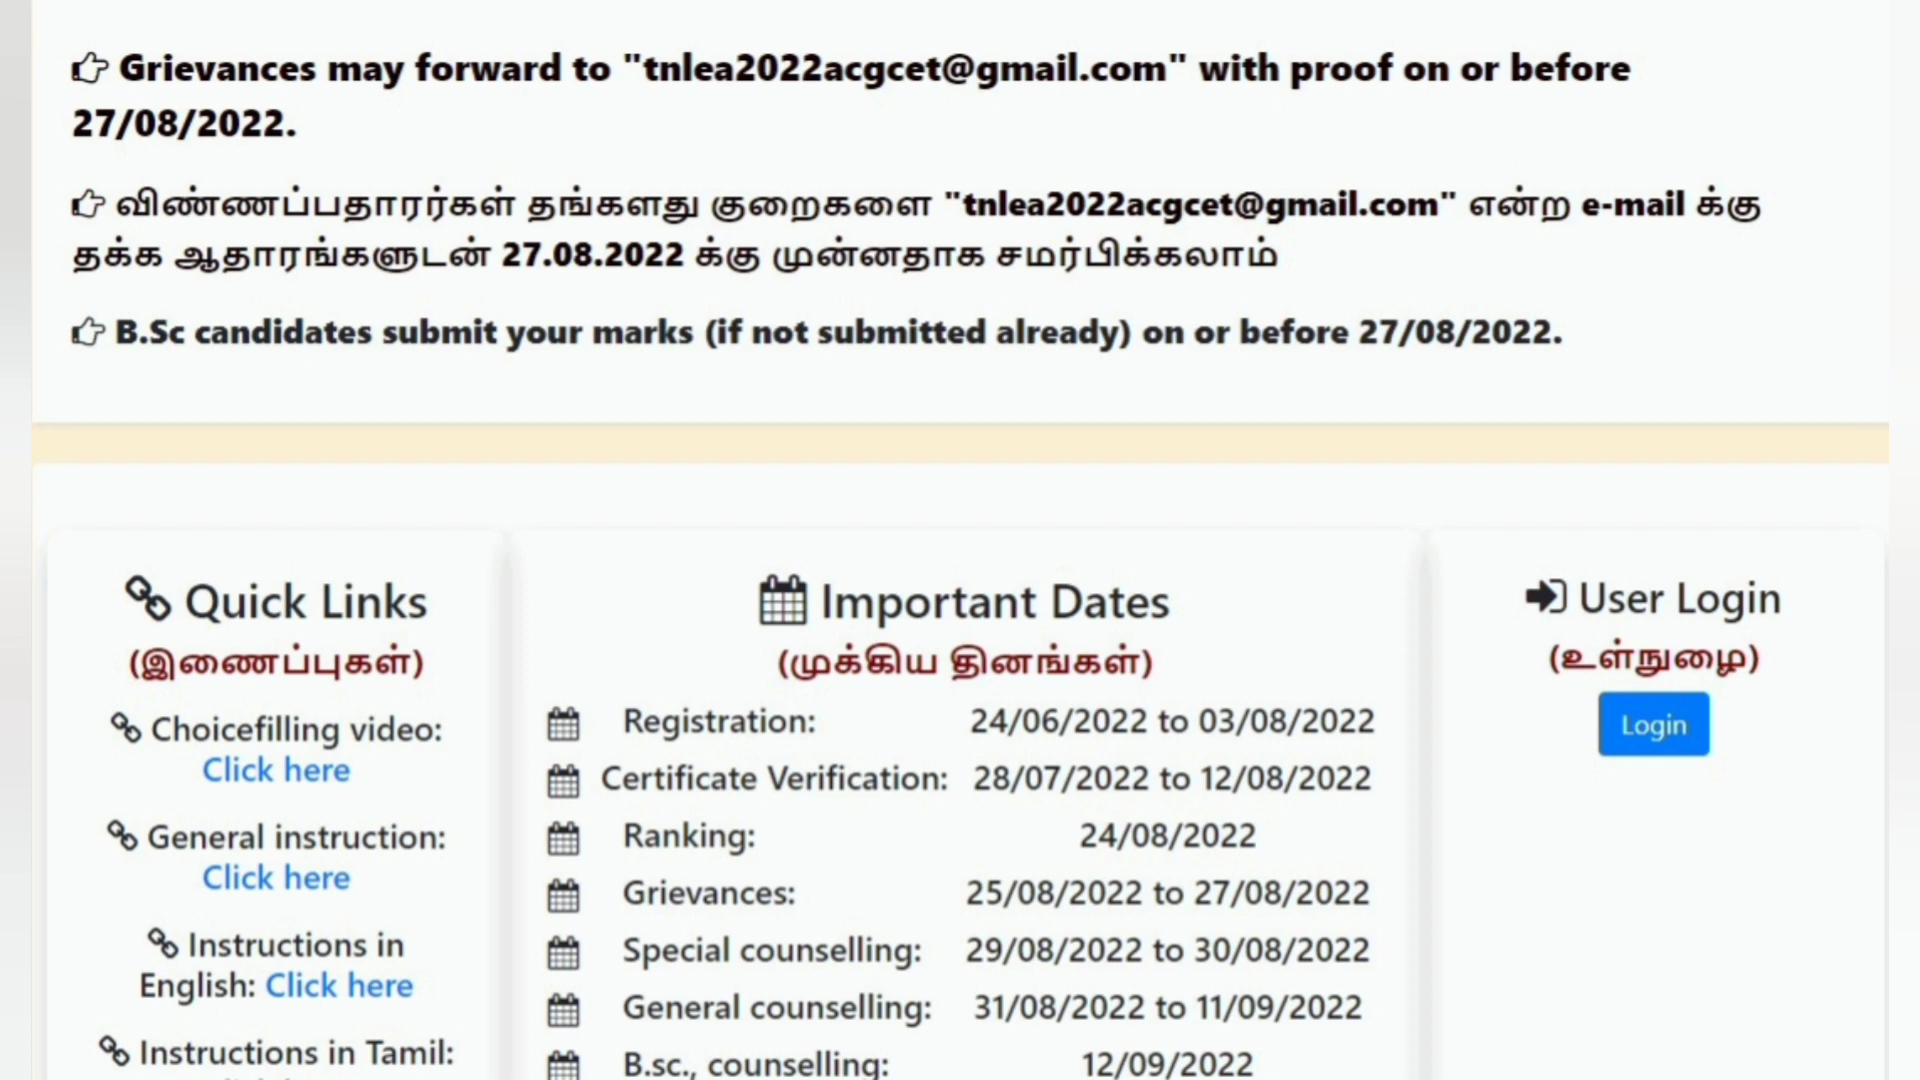 Grievances may forward to "tnlea2022acgcet@gmail.com" with proof on or before
27/08/2022.
விண்ணப்பதாரர்கள் தங்களது குறைகளை "tnlea2022acgcet@gmail.com" என்ற e-mail க்கு
தக்க ஆதாரங்களுடன் 27.08.2022 க்கு முன்னதாக சமர்பிக்கலாம்
B.Sc candidates submit your marks (if not submitted already) on or before 27/08/2022.
Quick Links
(இணைப்புகள்)
Choicefilling video:
Click here
General instruction:
Click here
Instructions in
English: Click here
Instructions in Tamil:
Important Dates
(முக்கிய தினங்கள்)
Registration: 24/06/2022 to 03/08/2022
Certificate Verification: 28/07/2022 to 12/08/2022
Ranking: 24/08/2022
Grievances: 25/08/2022 to 27/08/2022
Special counselling: 29/08/2022 to 30/08/2022
General counselling: 31/08/2022 to 11/09/2022
B.sc., counselling: 12/09/2022
User Login
(உள்நுழை)
Login